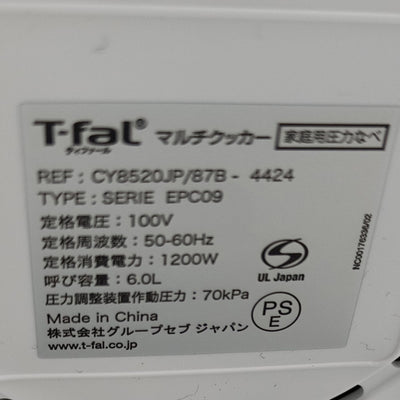 T-fal® マルチクッカー 家庭用圧力なべ
ティファール
REF : CY8520JP/87B - 4424
TYPE : SERIE EPC09
定格電圧 : 100V
定格周波数 : 50-60Hz
定格消費電力 : 1200W
呼び容量 : 6.0L
圧力調整装置作動圧力 : 70kPa
Made in China
株式会社グループセブ ジャパン
www.t-fal.co.jp
UL Japan
PS
E